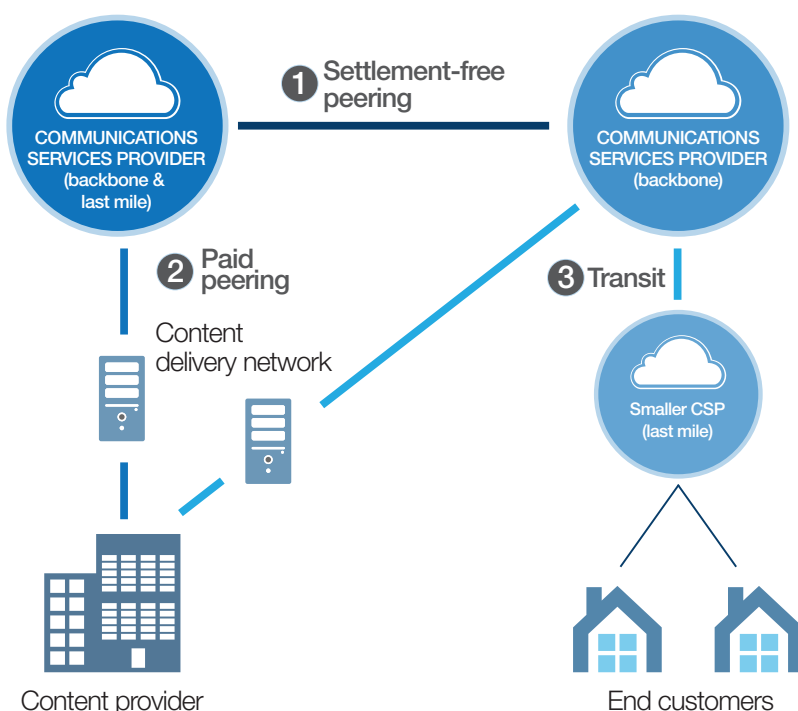 1 Settlement-free
peering
COMMUNICATIONS
SERVICES PROVIDER
(backbone &
last mile)
COMMUNICATIONS
SERVICES PROVIDER
(backbone)
2 Paid
peering
3 Transit
Content
delivery network
Smaller CSP
(last mile)
Content provider
End customers